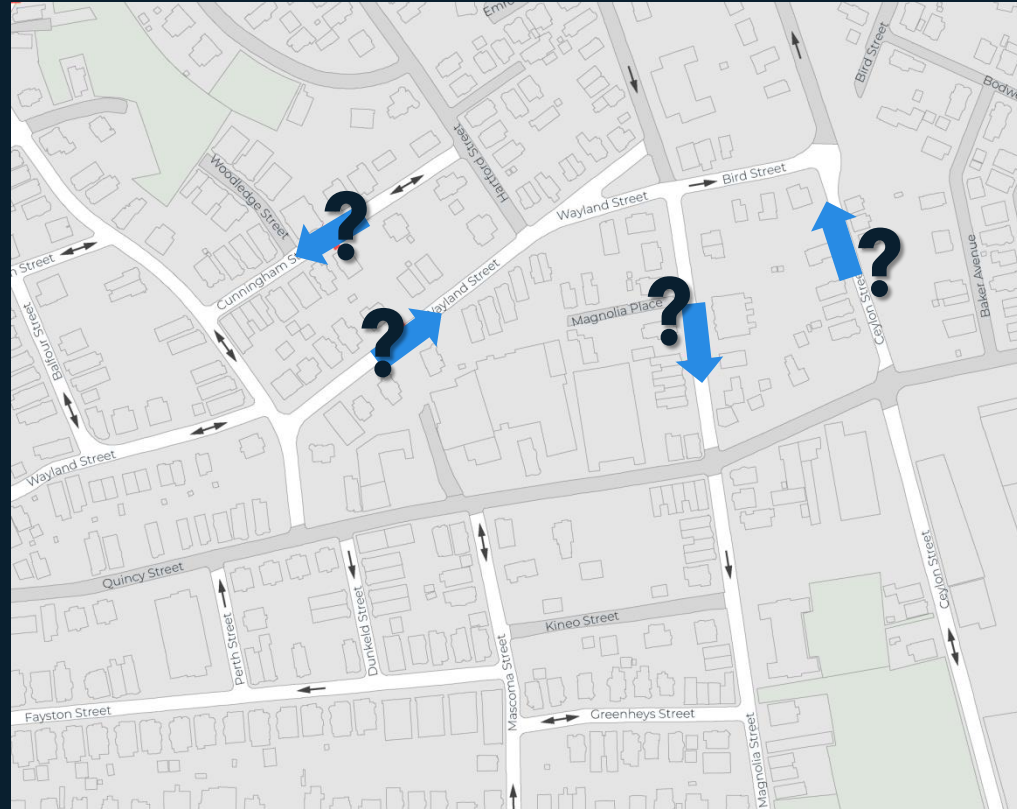 Bird Street
Hartford Street
Woodledge Street
Bird Street
Wayland Street
Baker Avenue
Cunningham
?
Street
Wayland Street
?
?
?
Magnolia Place
Ceylon
Balfour Street
Wayland Street
Quincy Street
Ceylon Street
Kineo Street
Perth Street
Dunkeld Street
Mascoma Street
Fayston Street
Greenheys Street
Magnolia Street